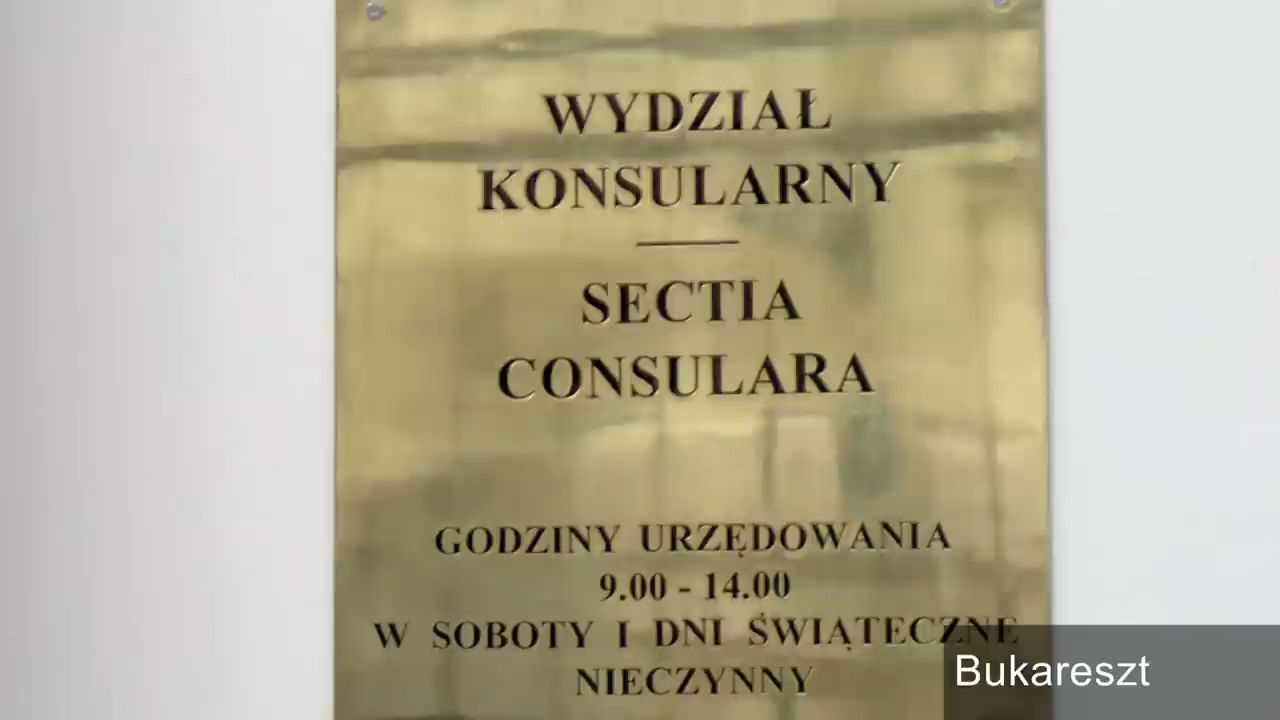 WYDZIAŁ
KONSULARNY
SECTIA
CONSULARA
GODZINY URZĘDOWANIA
9.00 - 14.00
W SOBOTY I DNI ŚWIĄTECZNE
NIECZYNNY
Bukareszt